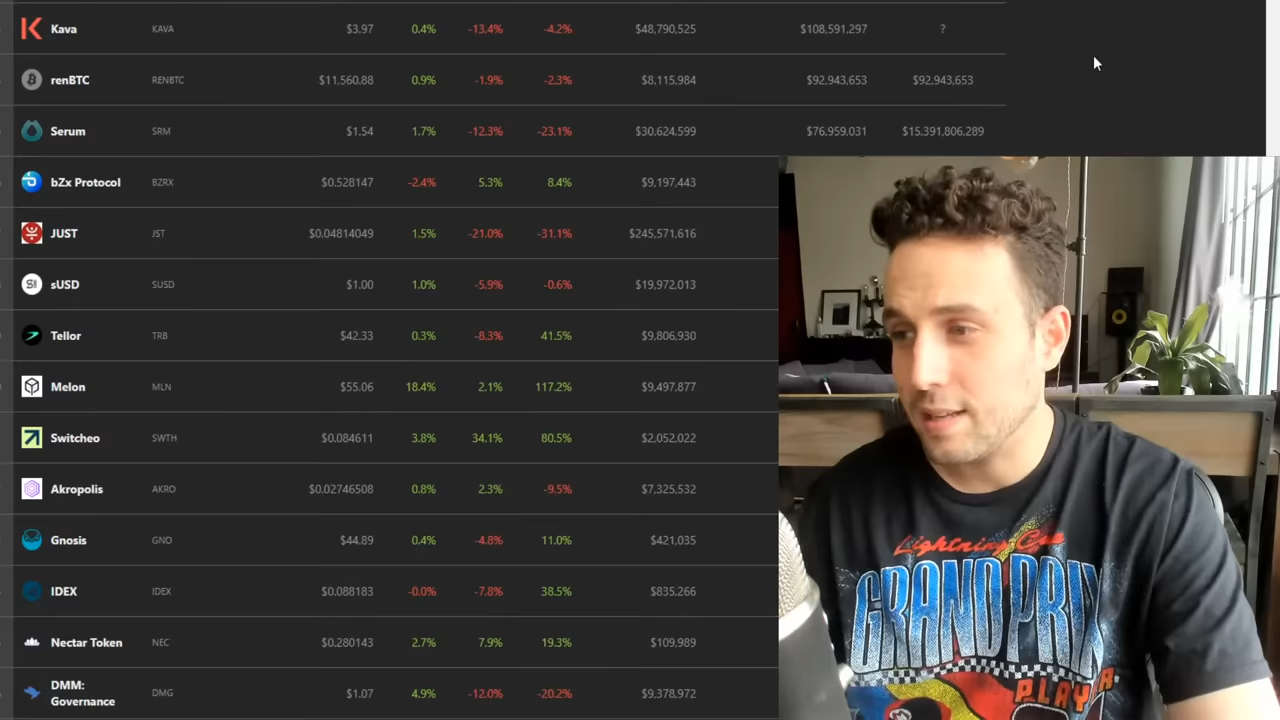 Kava KAVA $3.97 0.4% -13.4% -4.2% $48,790,525 $108,591,297 ?
renBTC RENBTC $11,560.88 0.9% -1.9% -2.3% $8,115,984 $92,943,653 $92,943,653
Serum SRM $1.54 1.7% -12.3% -23.1% $30,624,599 $76,959,031 $15,391,806,289
bZx Protocol BZRX $0.528147 -2.4% 5.3% 8.4% $9,197,443
JUST JST $0.04814049 1.5% -21.0% -31.1% $245,571,616
sUSD SUSD $1.00 1.0% -5.9% -0.6% $19,972,013
Tellor TRB $42.33 0.3% -8.3% 41.5% $9,806,930
Melon MLN $55.06 18.4% 2.1% 117.2% $9,497,877
Switcheo SWTH $0.084611 3.8% 34.1% 80.5% $2,052,022
Akropolis AKRO $0.02746508 0.8% 2.3% -9.5% $7,325,532
Gnosis GNO $44.89 0.4% -4.8% 11.0% $421,035
IDEX IDEX $0.088183 -0.0% -7.8% 38.5% $835,266
Nectar Token NEC $0.280143 2.7% 7.9% 19.3% $109,989
DMM:
Governance DMG $1.07 4.9% -12.0% -20.2% $9,378,972
Lightning Cup
GRAND PRIX